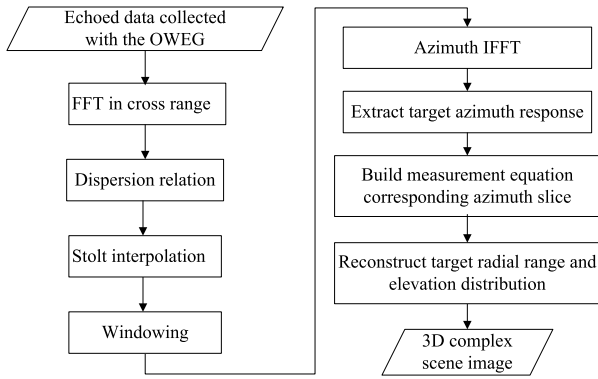 Echoed data collected
with the OWEG
FFT in cross range
Dispersion relation
Stolt interpolation
Windowing
Azimuth IFFT
Extract target azimuth response
Build measurement equation
corresponding azimuth slice
Reconstruct target radial range and
elevation distribution
3D complex
scene image